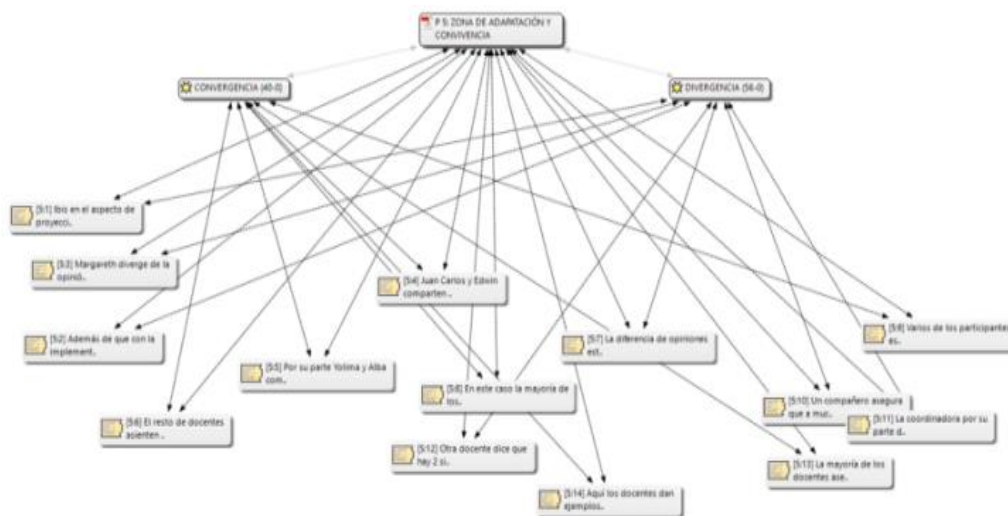 P 5: ZONA DE ADAPATACIÓN Y
CONVIVENCIA
CONVERGENCIA (40-0)
DIVERGENCIA (56-0)
[5:1] Ibis en el aspecto de
proyecci..
[5:3] Margareth diverge de la
opinió..
[5:4] Juan Carlos y Edwin
comparten ..
[5:2] Además de que con la
implement..
[5:7] La diferencia de opiniones
est..
[5:9] Varios de los participantes
es..
[5:5] Por su parte Yolima y Alba
com..
[5:8] En este caso la mayoría de
los..
[5:10] Un compañero asegura
que a muc..
[5:6] El resto de docentes
asienten ..
[5:11] La coordinadora por su
parte d..
[5:12] Otra docente dice que
hay 2 si..
[5:13] La mayoría de los
docentes ase..
[5:14] Aquí los docentes dan
ejemplos..